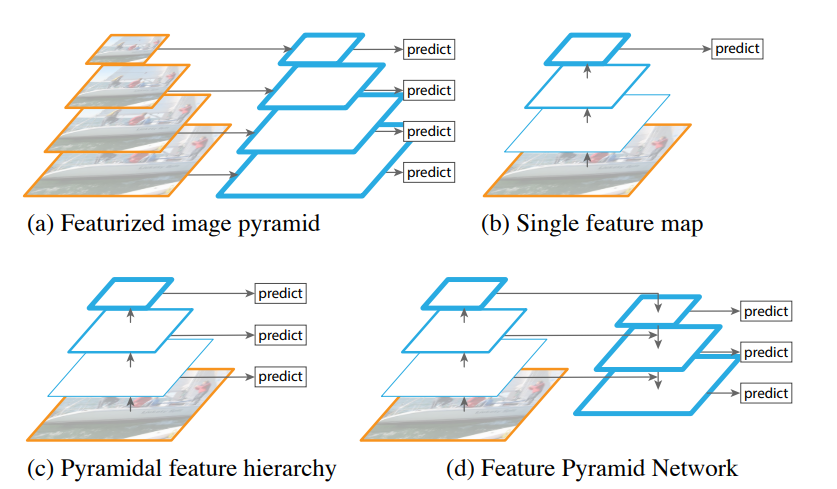 predict
predict
predict
predict
(a) Featurized image pyramid
predict
(b) Single feature map
predict
predict
predict
(c) Pyramidal feature hierarchy
predict
predict
predict
(d) Feature Pyramid Network